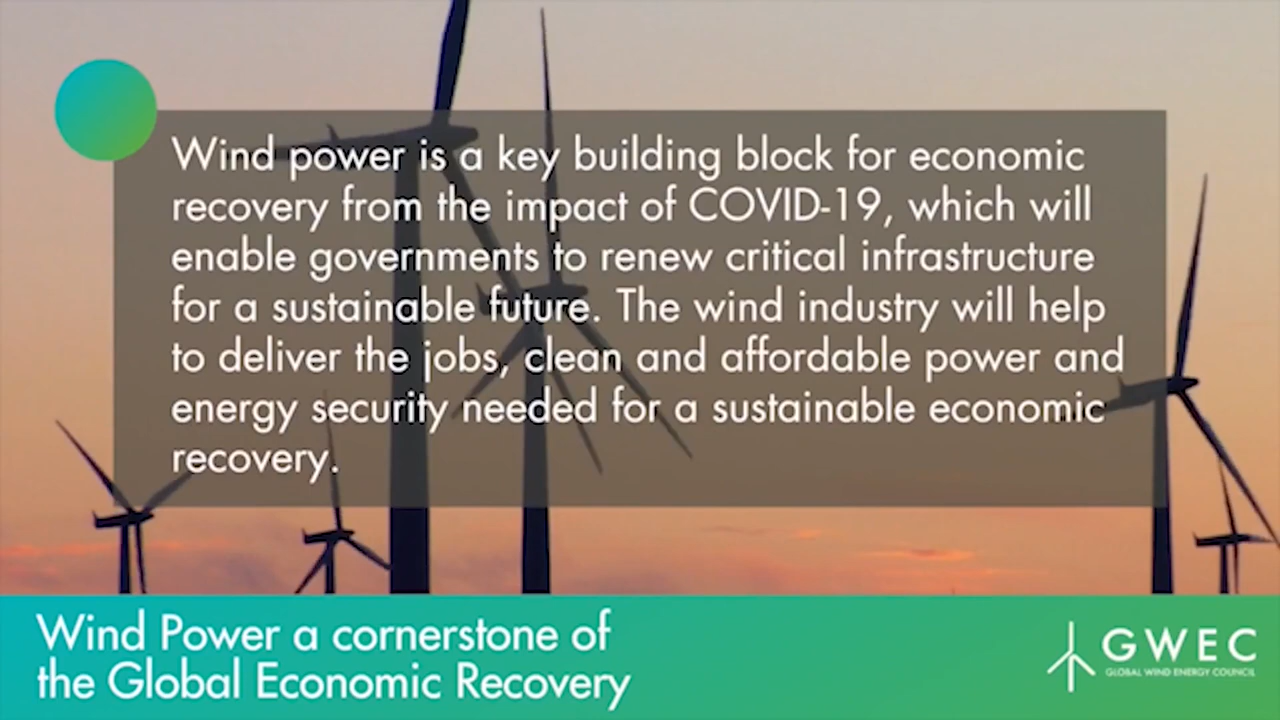 Wind power is a key building block for economic
recovery from the impact of COVID-19, which will
enable governments to renew critical infrastructure
for a sustainable future. The wind industry will help
to deliver the jobs, clean and affordable power and
energy security needed for a sustainable economic
recovery.
Wind Power a cornerstone of
the Global Economic Recovery
GWEC
GLOBAL WIND ENERGY COUNCIL